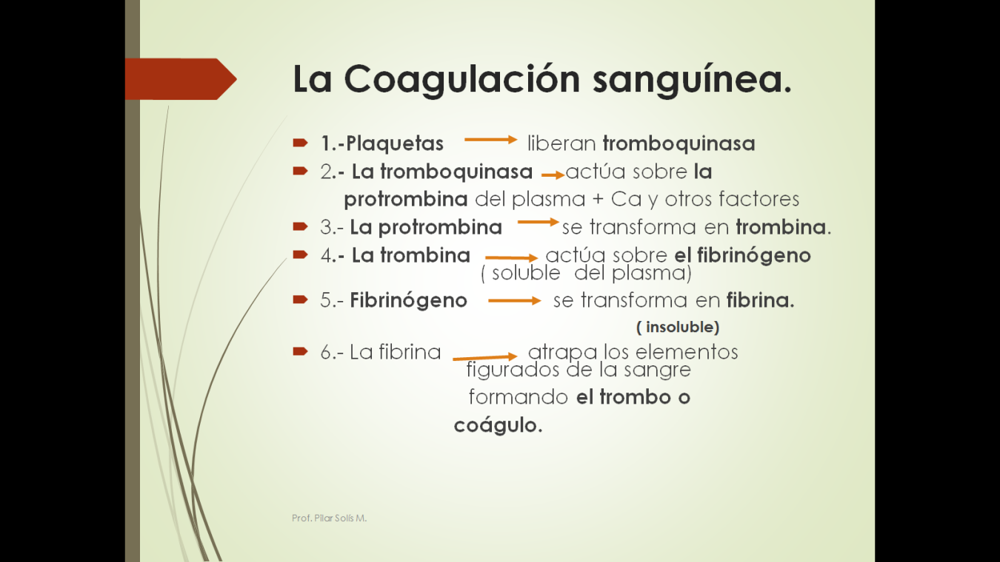 La Coagulación sanguínea.
1.-Plaquetas liberan tromboquinasa
2.- La tromboquinasa actúa sobre la
protrombina del plasma + Ca y otros factores
3.- La protrombina se transforma en trombina.
4.- La trombina actúa sobre el fibrinógeno
( soluble del plasma)
5.- Fibrinógeno se transforma en fibrina.
( insoluble)
6.- La fibrina atrapa los elementos
figurados de la sangre
formando el trombo o
coágulo.
Prof. Pilar Solís M.